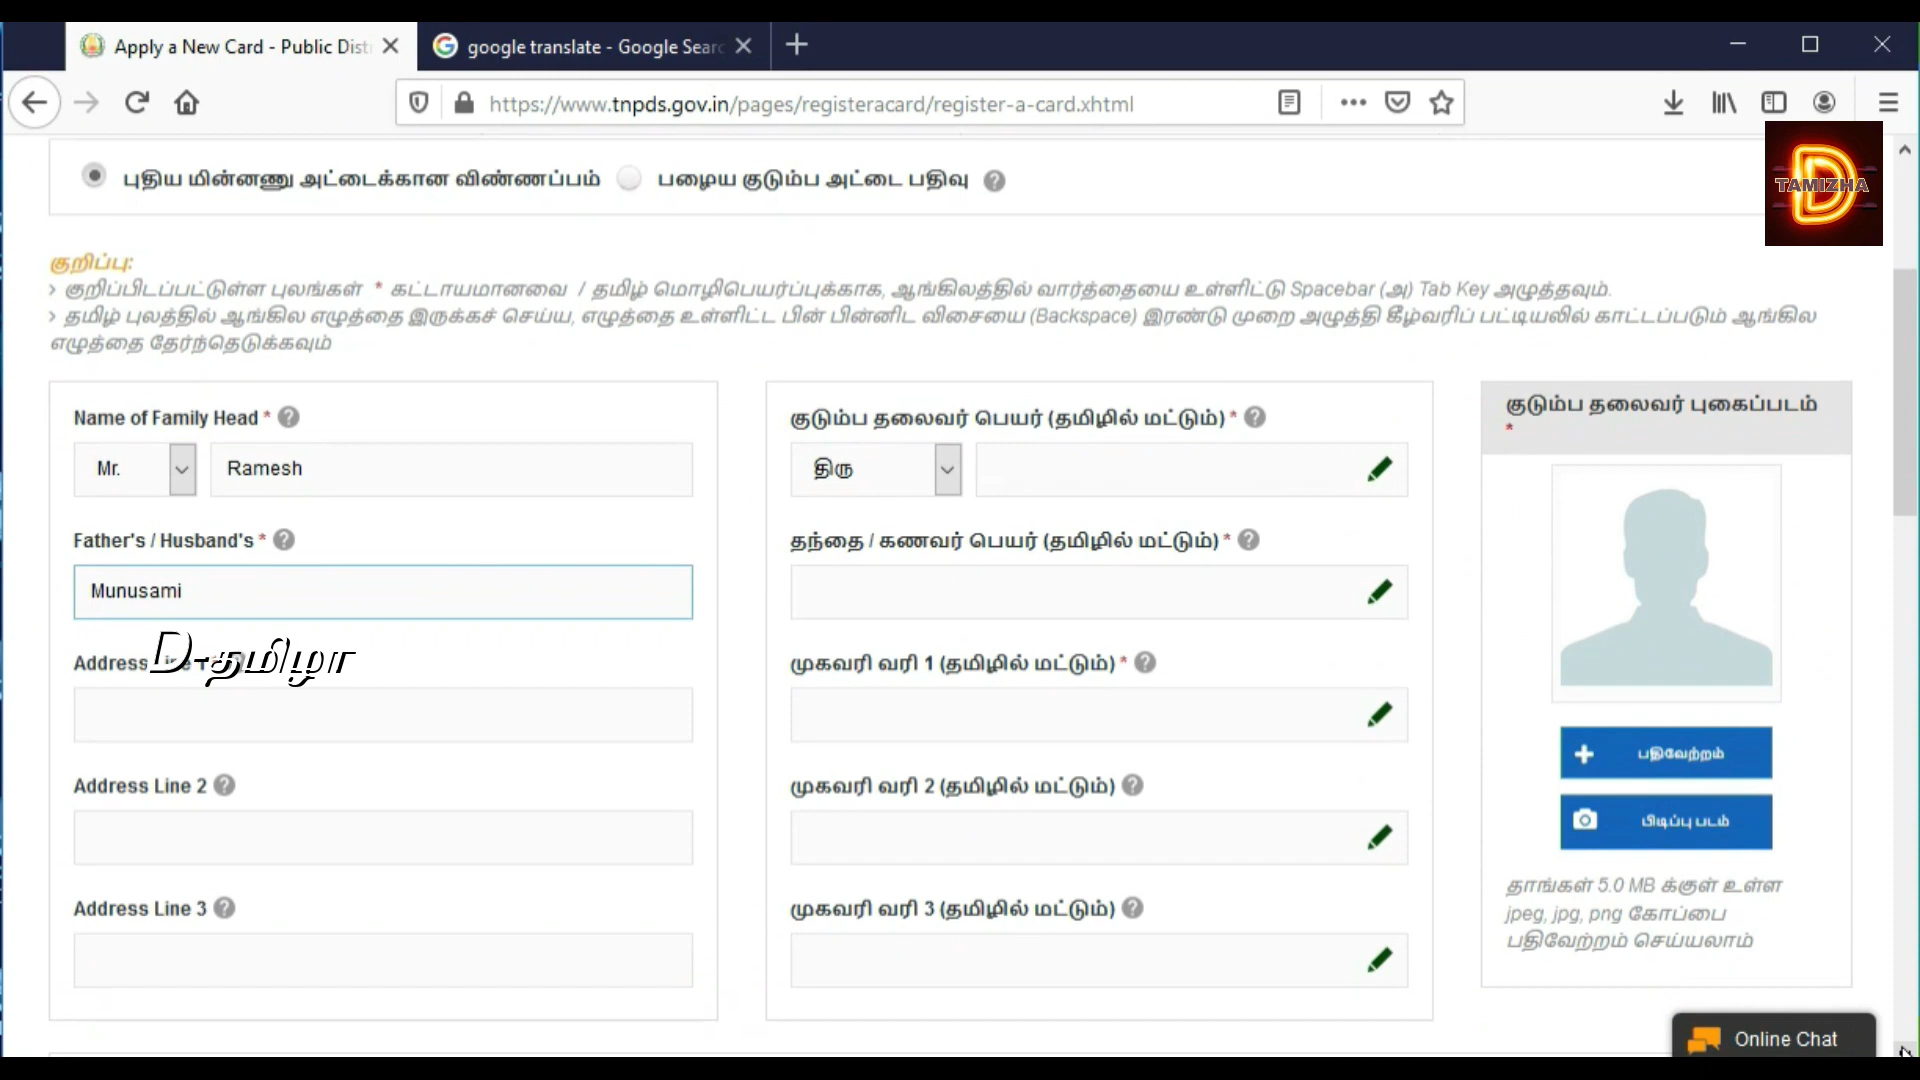 Apply a New Card - Public Dist
google translate - Google Sear
https://www.tnpds.gov.in/pages/registeracard/register-a-card.xhtml
TAMIZHA
D
புதிய மின்னணு அட்டைக்கான விண்ணப்பம்
பழைய குடும்ப அட்டை பதிவு ?
குறிப்பு:
› குறிப்பிடப்பட்டுள்ள புலங்கள் * கட்டாயமானவை / தமிழ் மொழிபெயர்ப்புக்காக, ஆங்கிலத்தில் வார்த்தையை உள்ளிட்டு Spacebar (அ) Tab Key அழுத்தவும்.
› தமிழ் புலத்தில் ஆங்கில எழுத்தை இருக்கச் செய்ய, எழுத்தை உள்ளிட்ட பின் பின்னிட விசையை (Backspace) இரண்டு முறை அழுத்தி கீழ்வரிப் பட்டியலில் காட்டப்படும் ஆங்கில
எழுத்தை தேர்ந்தெடுக்கவும்
Name of Family Head * ?
Mr.
Ramesh
Father's / Husband's * ?
Munusami
D-தமிழா
Address
Address Line 2 ?
Address Line 3 ?
குடும்ப தலைவர் பெயர் (தமிழில் மட்டும்) * ?
திரு
தந்தை / கணவர் பெயர் (தமிழில் மட்டும்) * ?
முகவரி வரி 1 (தமிழில் மட்டும்) * ?
முகவரி வரி 2 (தமிழில் மட்டும்) ?
முகவரி வரி 3 (தமிழில் மட்டும்) ?
குடும்ப தலைவர் புகைப்படம்
*
பதிவேற்றம்
பிடிப்பு படம்
தாங்கள் 5.0 MB க்குள் உள்ள
jpeg, jpg, png கோப்பை
பதிவேற்றம் செய்யலாம்
Online Chat